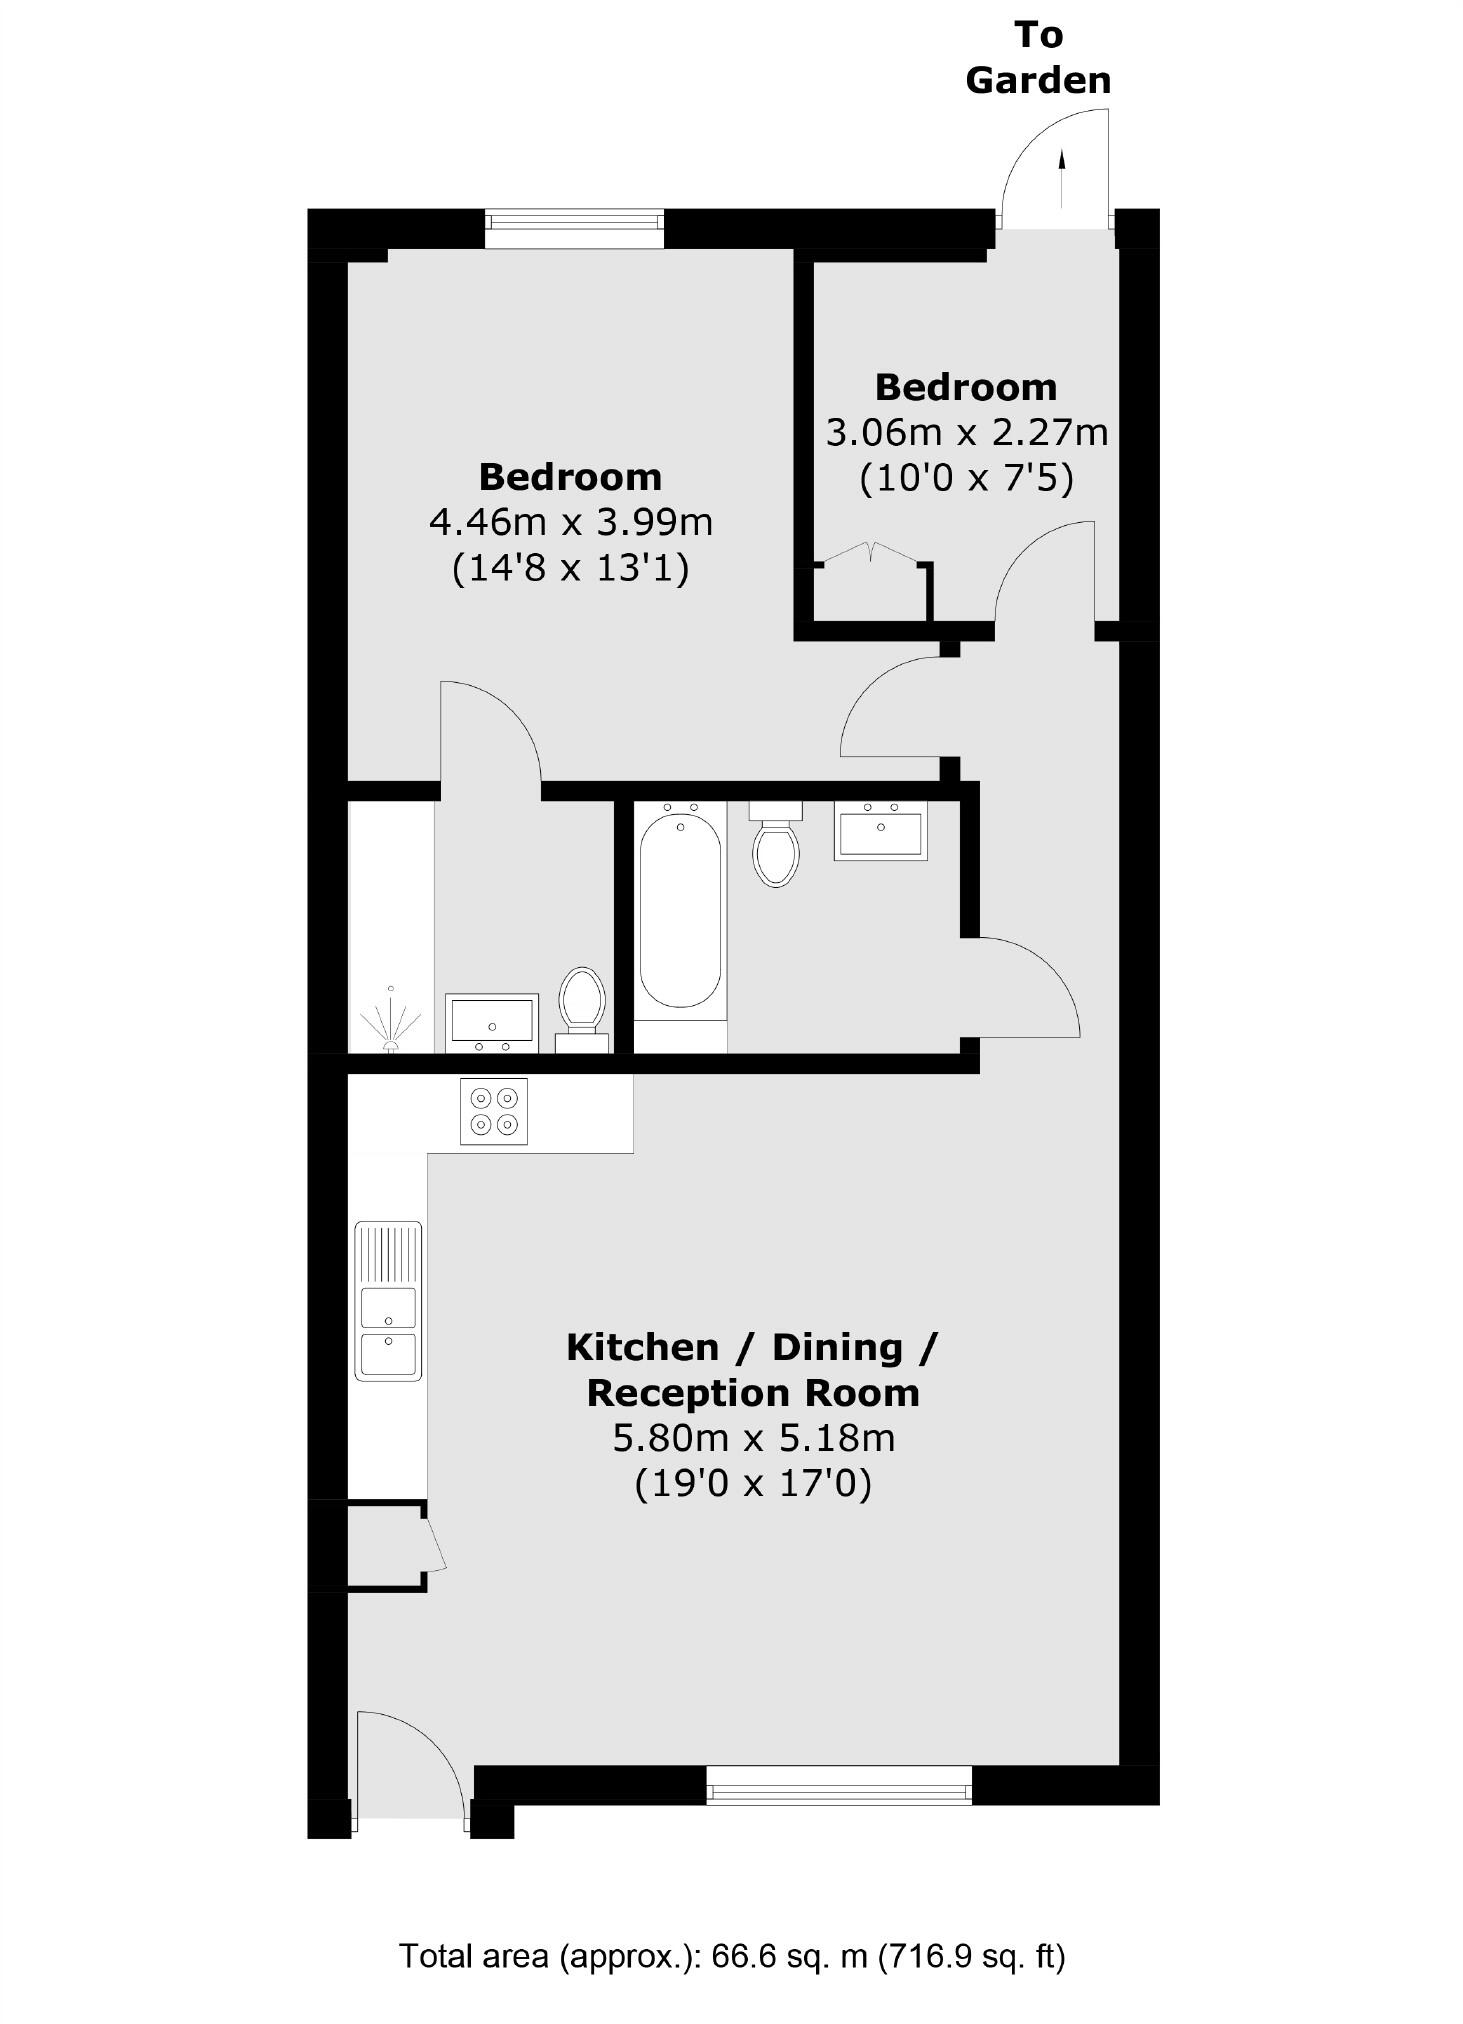 To
Garden
Bedroom
3.06m x 2.27m
(10'0 x 7'5)
Bedroom
4.46m x 3.99m
(14'8 x 13'1)
Kitchen / Dining /
Reception Room
5.80m x 5.18m
(19'0 x 17'0)
Total area (approx.): 66.6 sq. m (716.9 sq. ft)